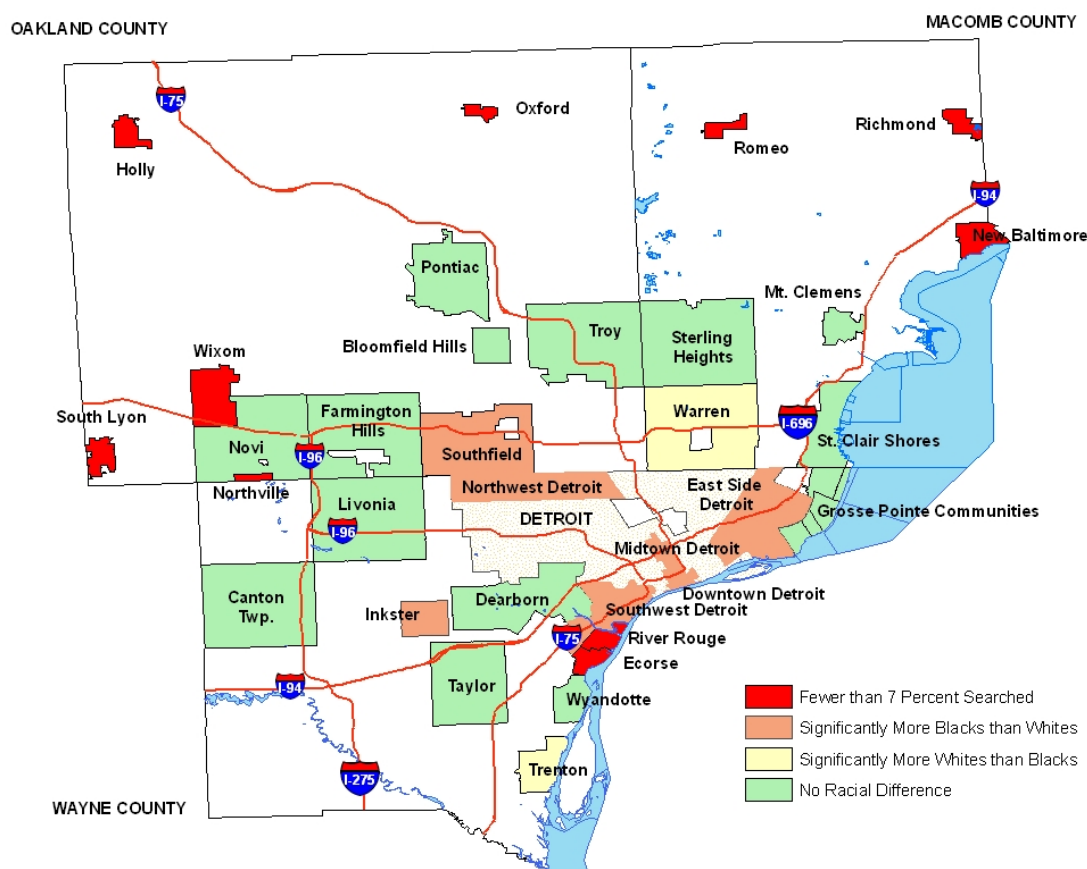 OAKLAND COUNTY
MACOMB COUNTY
I-75
Holly
Oxford
Romeo
Richmond
I-94
New Baltimore
Pontiac
Mt. Clemens
Bloomfield Hills
Troy
Sterling
Heights
Wixom
South Lyon
Novi
Farmington
Hills
I-96
Southfield
Warren
I-696
St. Clair Shores
Northville
Livonia
Northwest Detroit
East Side
Detroit
I-96
DETROIT
Grosse Pointe Communities
Midtown Detroit
Canton
Twp.
Inkster
Dearborn
Downtown Detroit
Southwest Detroit
I-75
River Rouge
Ecorse
I-94
Taylor
Wyandotte
Trenton
I-275
WAYNE COUNTY
Fewer than 7 Percent Searched
Significantly More Blacks than Whites
Significantly More Whites than Blacks
No Racial Difference